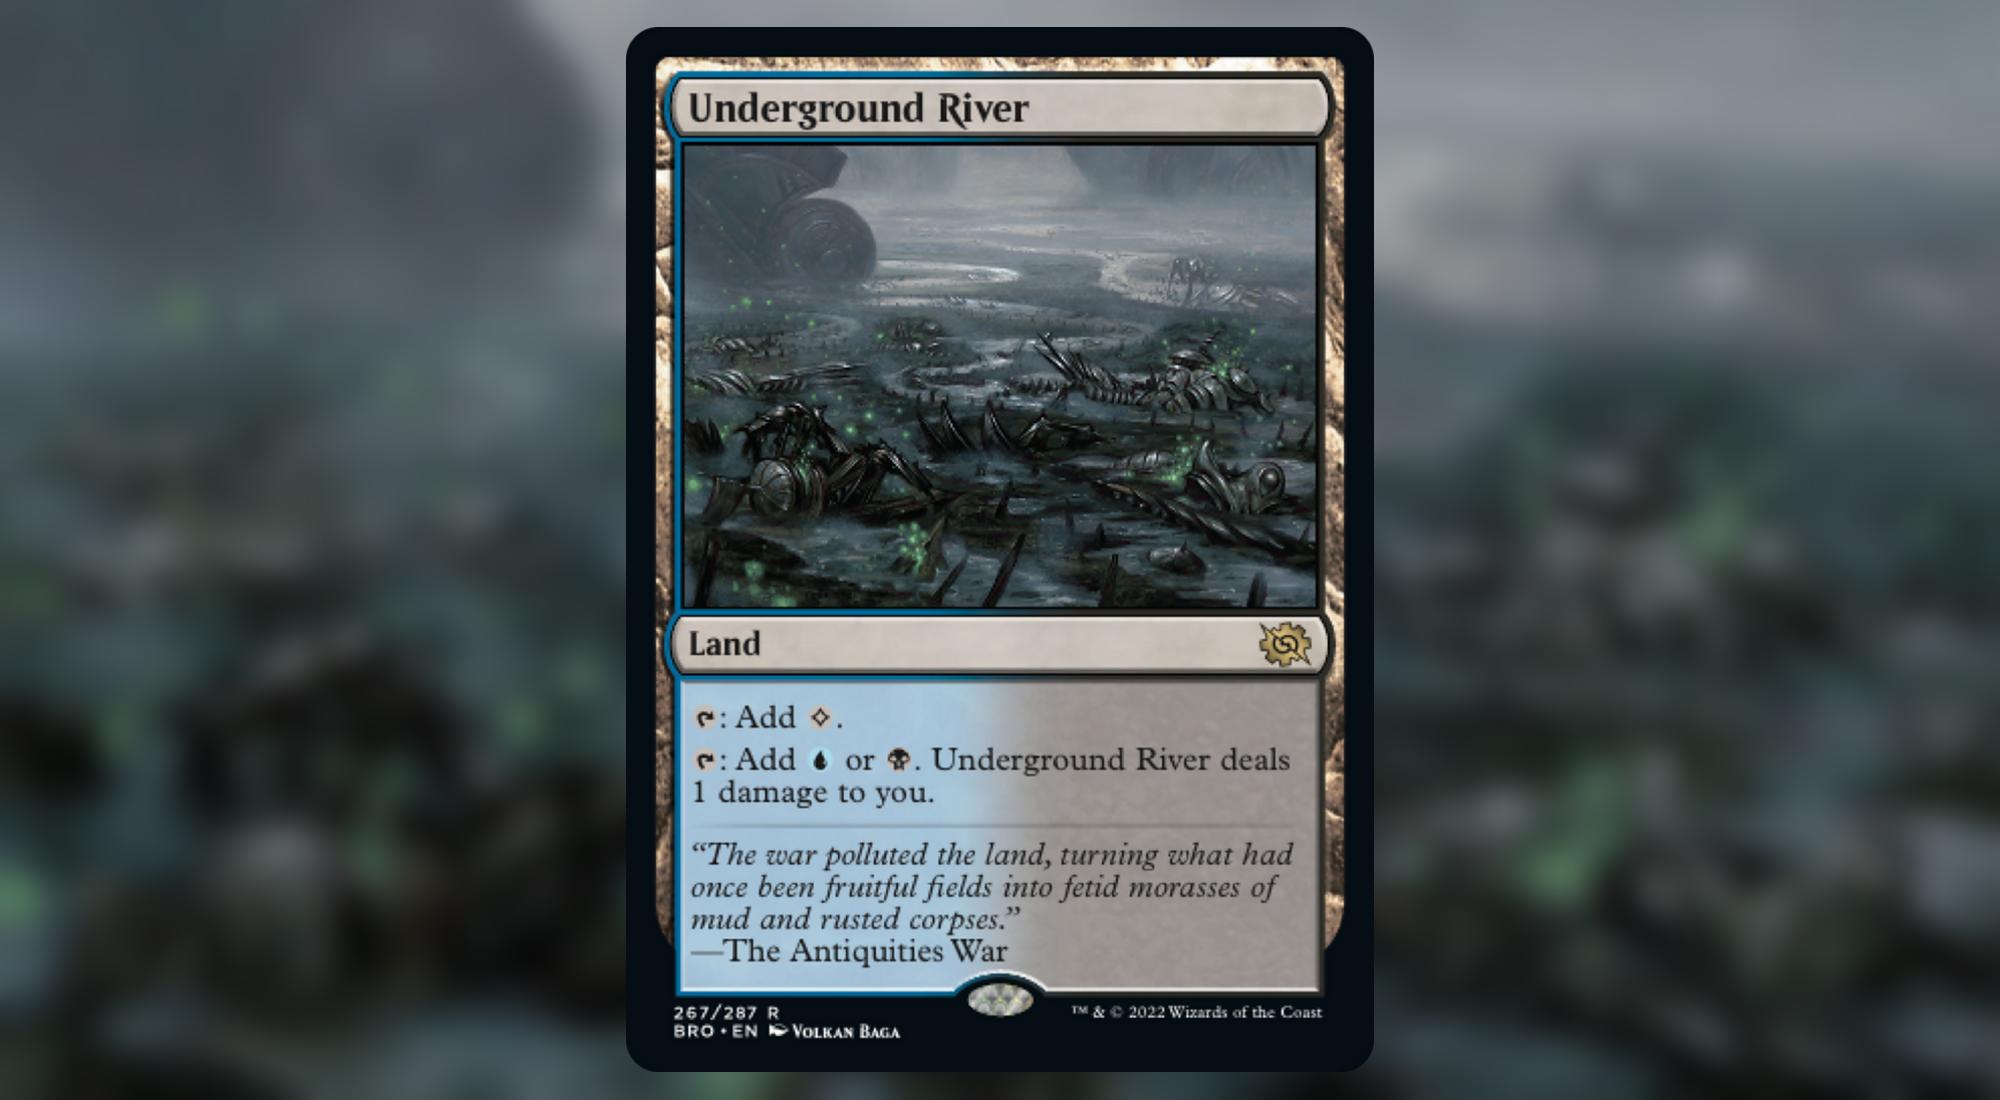 Underground River
Land
: Add .
: Add or . Underground River deals
1 damage to you.
“The war polluted the land, turning what had
once been fruitful fields into fetid morasses of
mud and rusted corpses.”
—The Antiquities War
267/287 R
BRO • EN VOLKAN BAGA
™ & © 2022 Wizards of the Coast